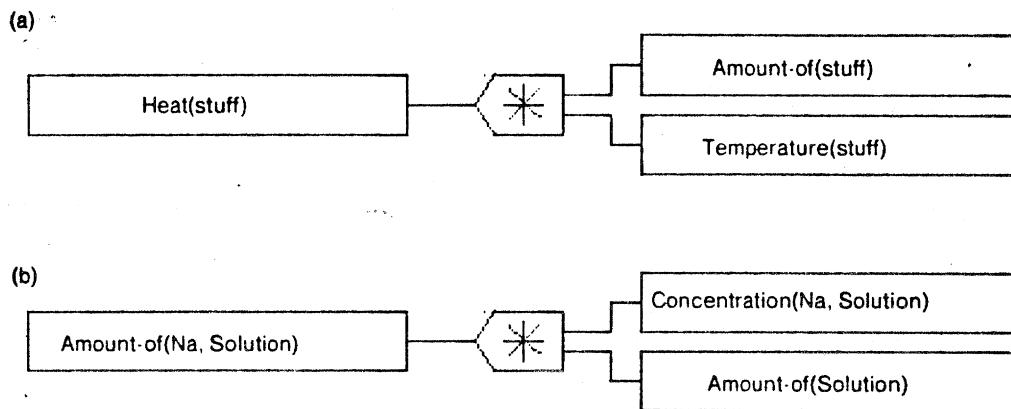 (a)
Amount-of(stuff)
Heat(stuff)
Temperature(stuff)
(b)
Concentration(Na, Solution)
Amount-of(Na, Solution)
Amount-of(Solution)